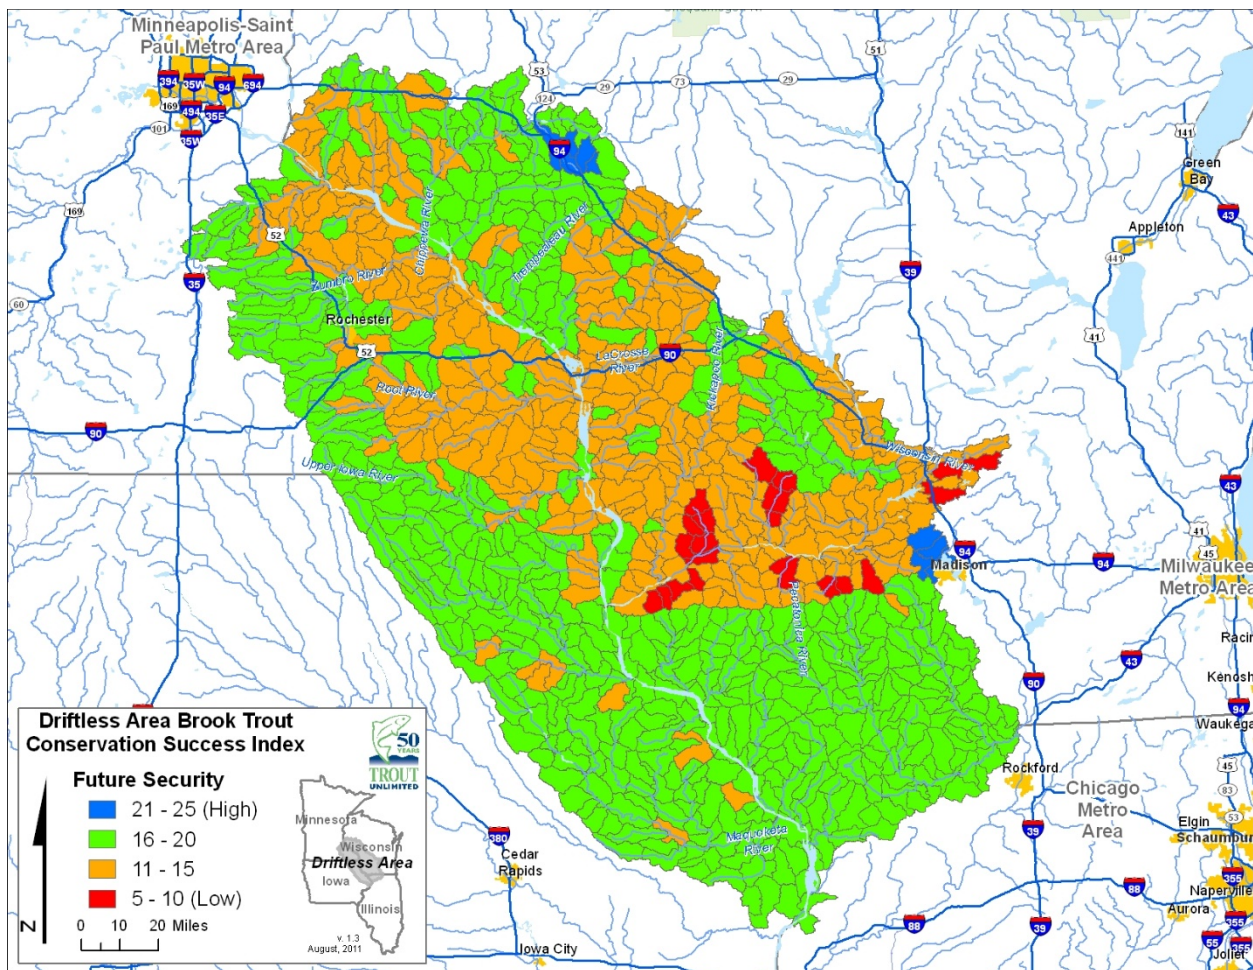 Minneapolis-Saint
Paul Metro Area
394
35W
94
694
169
494
35E
101
35W
169
52
35
60
53
124
29
73
29
51
94
39
141
Green
Bay
43
Appleton
441
41
Chippewa River
Trempealeau River
Zumbro River
Rochester
52
LaCrosse
River
90
Kickapoo River
Root River
90
Upper Iowa River
Wisconsin River
43
41
45
94
Madison
94
Milwaukee
Metro Area
Pecatonica River
Racin
43
Kenosh
90
94
Waukega
Rockford
Chicago
Metro
Area
45
83
53
Elgin
Schaumbur
39
Maquoketa
River
380
Cedar
Rapids
88
355
Naperville
Aurora
88
39
355
55
355
Joliet
Iowa City
Driftless Area Brook Trout
Conservation Success Index
50
YEARS
TROUT
UNLIMITED
Future Security
21 - 25 (High)
16 - 20
11 - 15
5 - 10 (Low)
0 10 20 Miles
N
Minnesota
Wisconsin
Driftless Area
Iowa
Illinois
v. 1.3
August, 2011